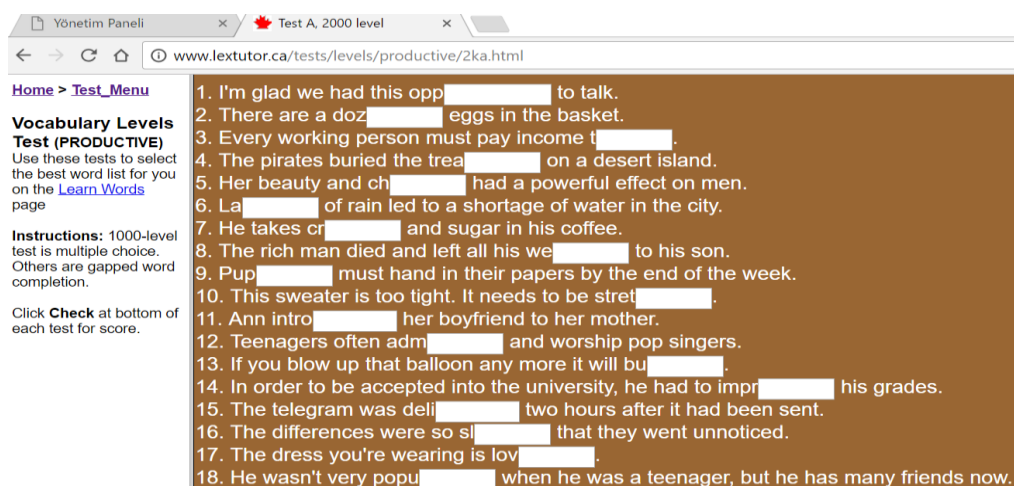 Yönetim Paneli
Test A, 2000 level
www.lextutor.ca/tests/levels/productive/2ka.html
Home > Test_Menu
Vocabulary Levels
Test (PRODUCTIVE)
Use these tests to select
the best word list for you
on the Learn Words
page
Instructions: 1000-level
test is multiple choice.
Others are gapped word
completion.
Click Check at bottom of
each test for score.
1. I'm glad we had this opp to talk.
2. There are a doz eggs in the basket.
3. Every working person must pay income t .
4. The pirates buried the trea on a desert island.
5. Her beauty and ch had a powerful effect on men.
6. La of rain led to a shortage of water in the city.
7. He takes cr and sugar in his coffee.
8. The rich man died and left all his we to his son.
9. Pup must hand in their papers by the end of the week.
10. This sweater is too tight. It needs to be stret .
11. Ann intro her boyfriend to her mother.
12. Teenagers often adm and worship pop singers.
13. If you blow up that balloon any more it will bu .
14. In order to be accepted into the university, he had to impr his grades.
15. The telegram was deli two hours after it had been sent.
16. The differences were so sl that they went unnoticed.
17. The dress you're wearing is lov .
18. He wasn't very popu when he was a teenager, but he has many friends now.